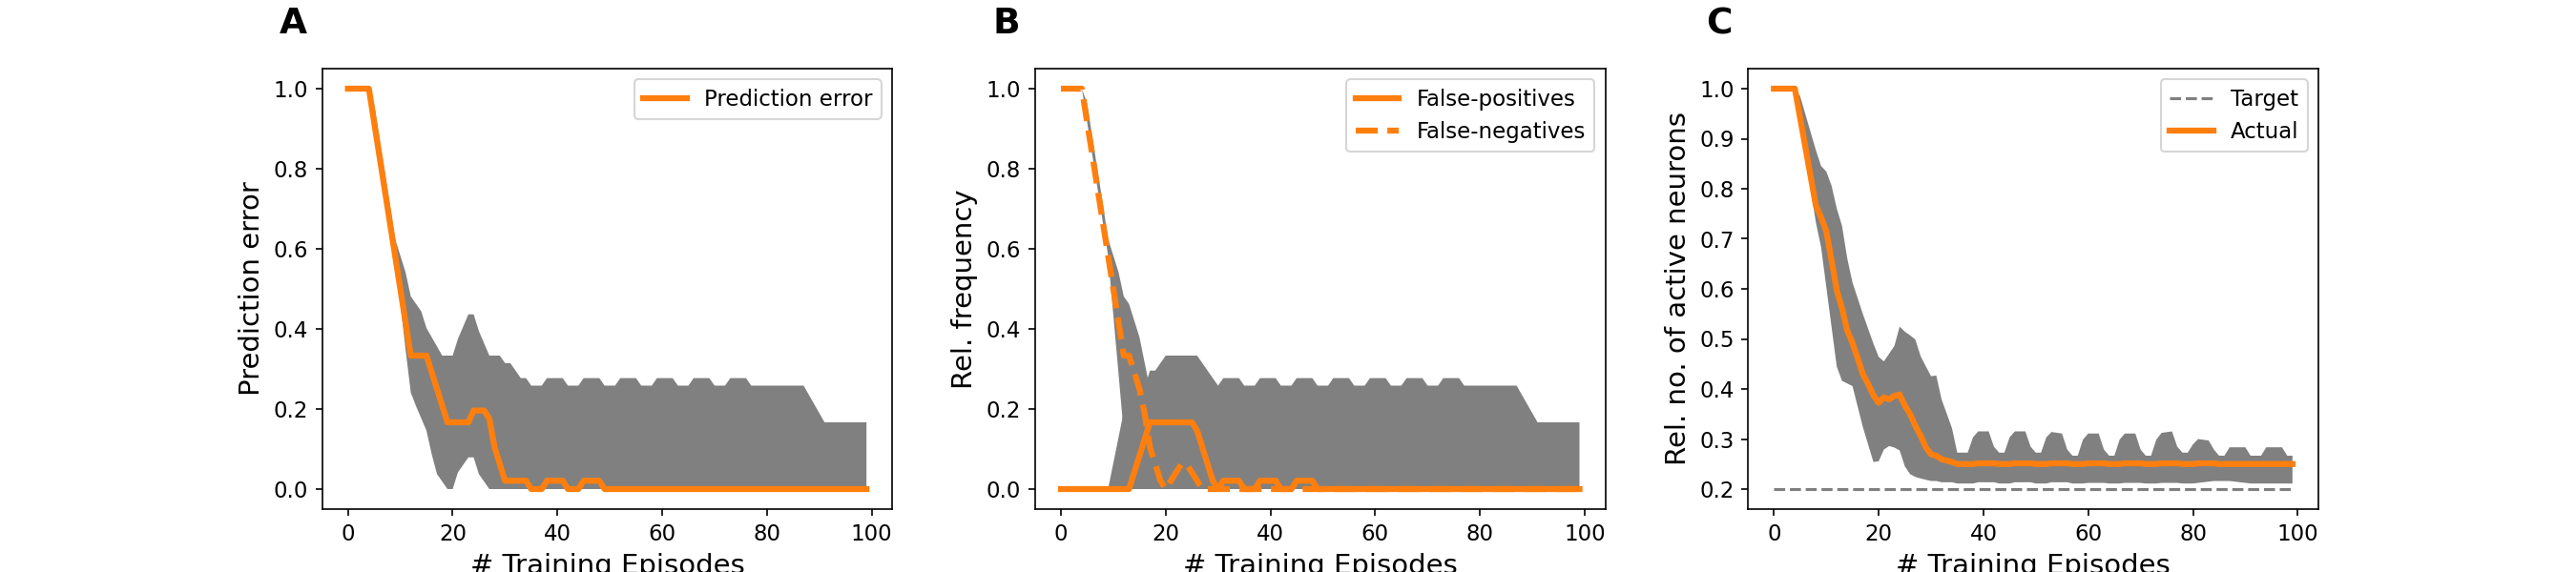 A
Prediction error
1.0
0.8
0.6
0.4
0.2
0.0
Prediction error
0
20
40
60
80
100
# Training Episodes
B
Rel. frequency
1.0
0.8
0.6
0.4
0.2
0.0
False-positives
False-negatives
0
20
40
60
80
100
# Training Episodes
C
Rel. no. of active neurons
1.0
0.9
0.8
0.7
0.6
0.5
0.4
0.3
0.2
Target
Actual
0
20
40
60
80
100
# Training Episodes